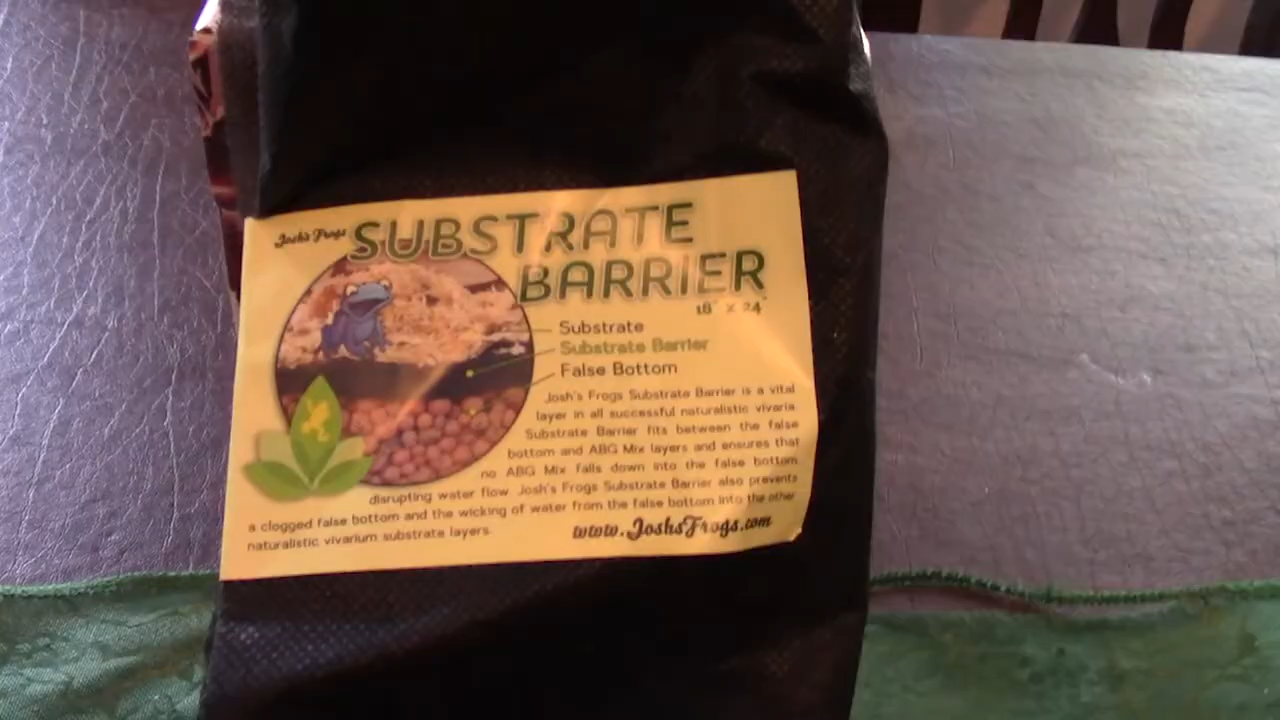 Josh's Frogs
SUBSTRATE
BARRIER
18" x 24"
Substrate
Substrate Barrier
False Bottom
Josh's Frogs Substrate Barrier is a vital
layer in all successful naturalistic vivaria.
Substrate Barrier fits between the false
bottom and ABG Mix layers and ensures that
no ABG Mix falls down into the false bottom
disrupting water flow. Josh's Frogs Substrate Barrier also prevents
a clogged false bottom and the wicking of water from the false bottom into the other
naturalistic vivarium substrate layers.
www.JoshsFrogs.com